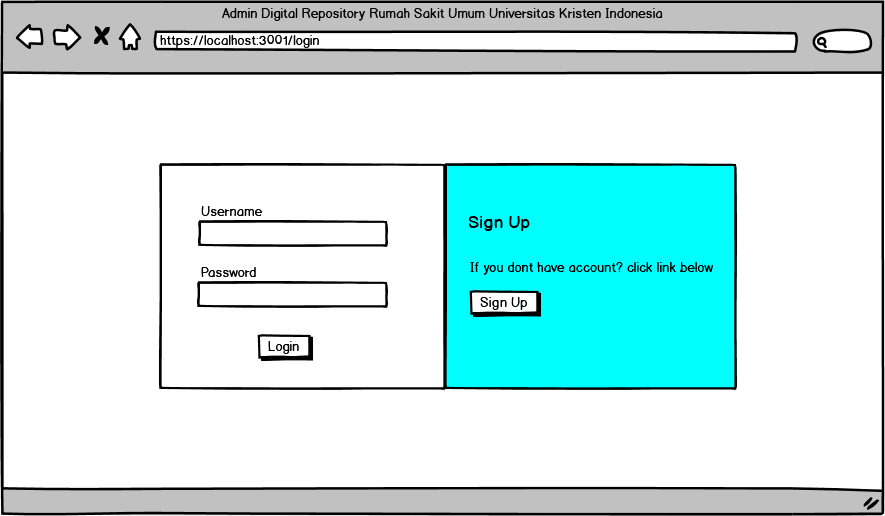 Admin Digital Repository Rumah Sakit Umum Universitas Kristen Indonesia
https://localhost:3001/login
Username
Password
Login
Sign Up
If you dont have account? click link below
Sign Up